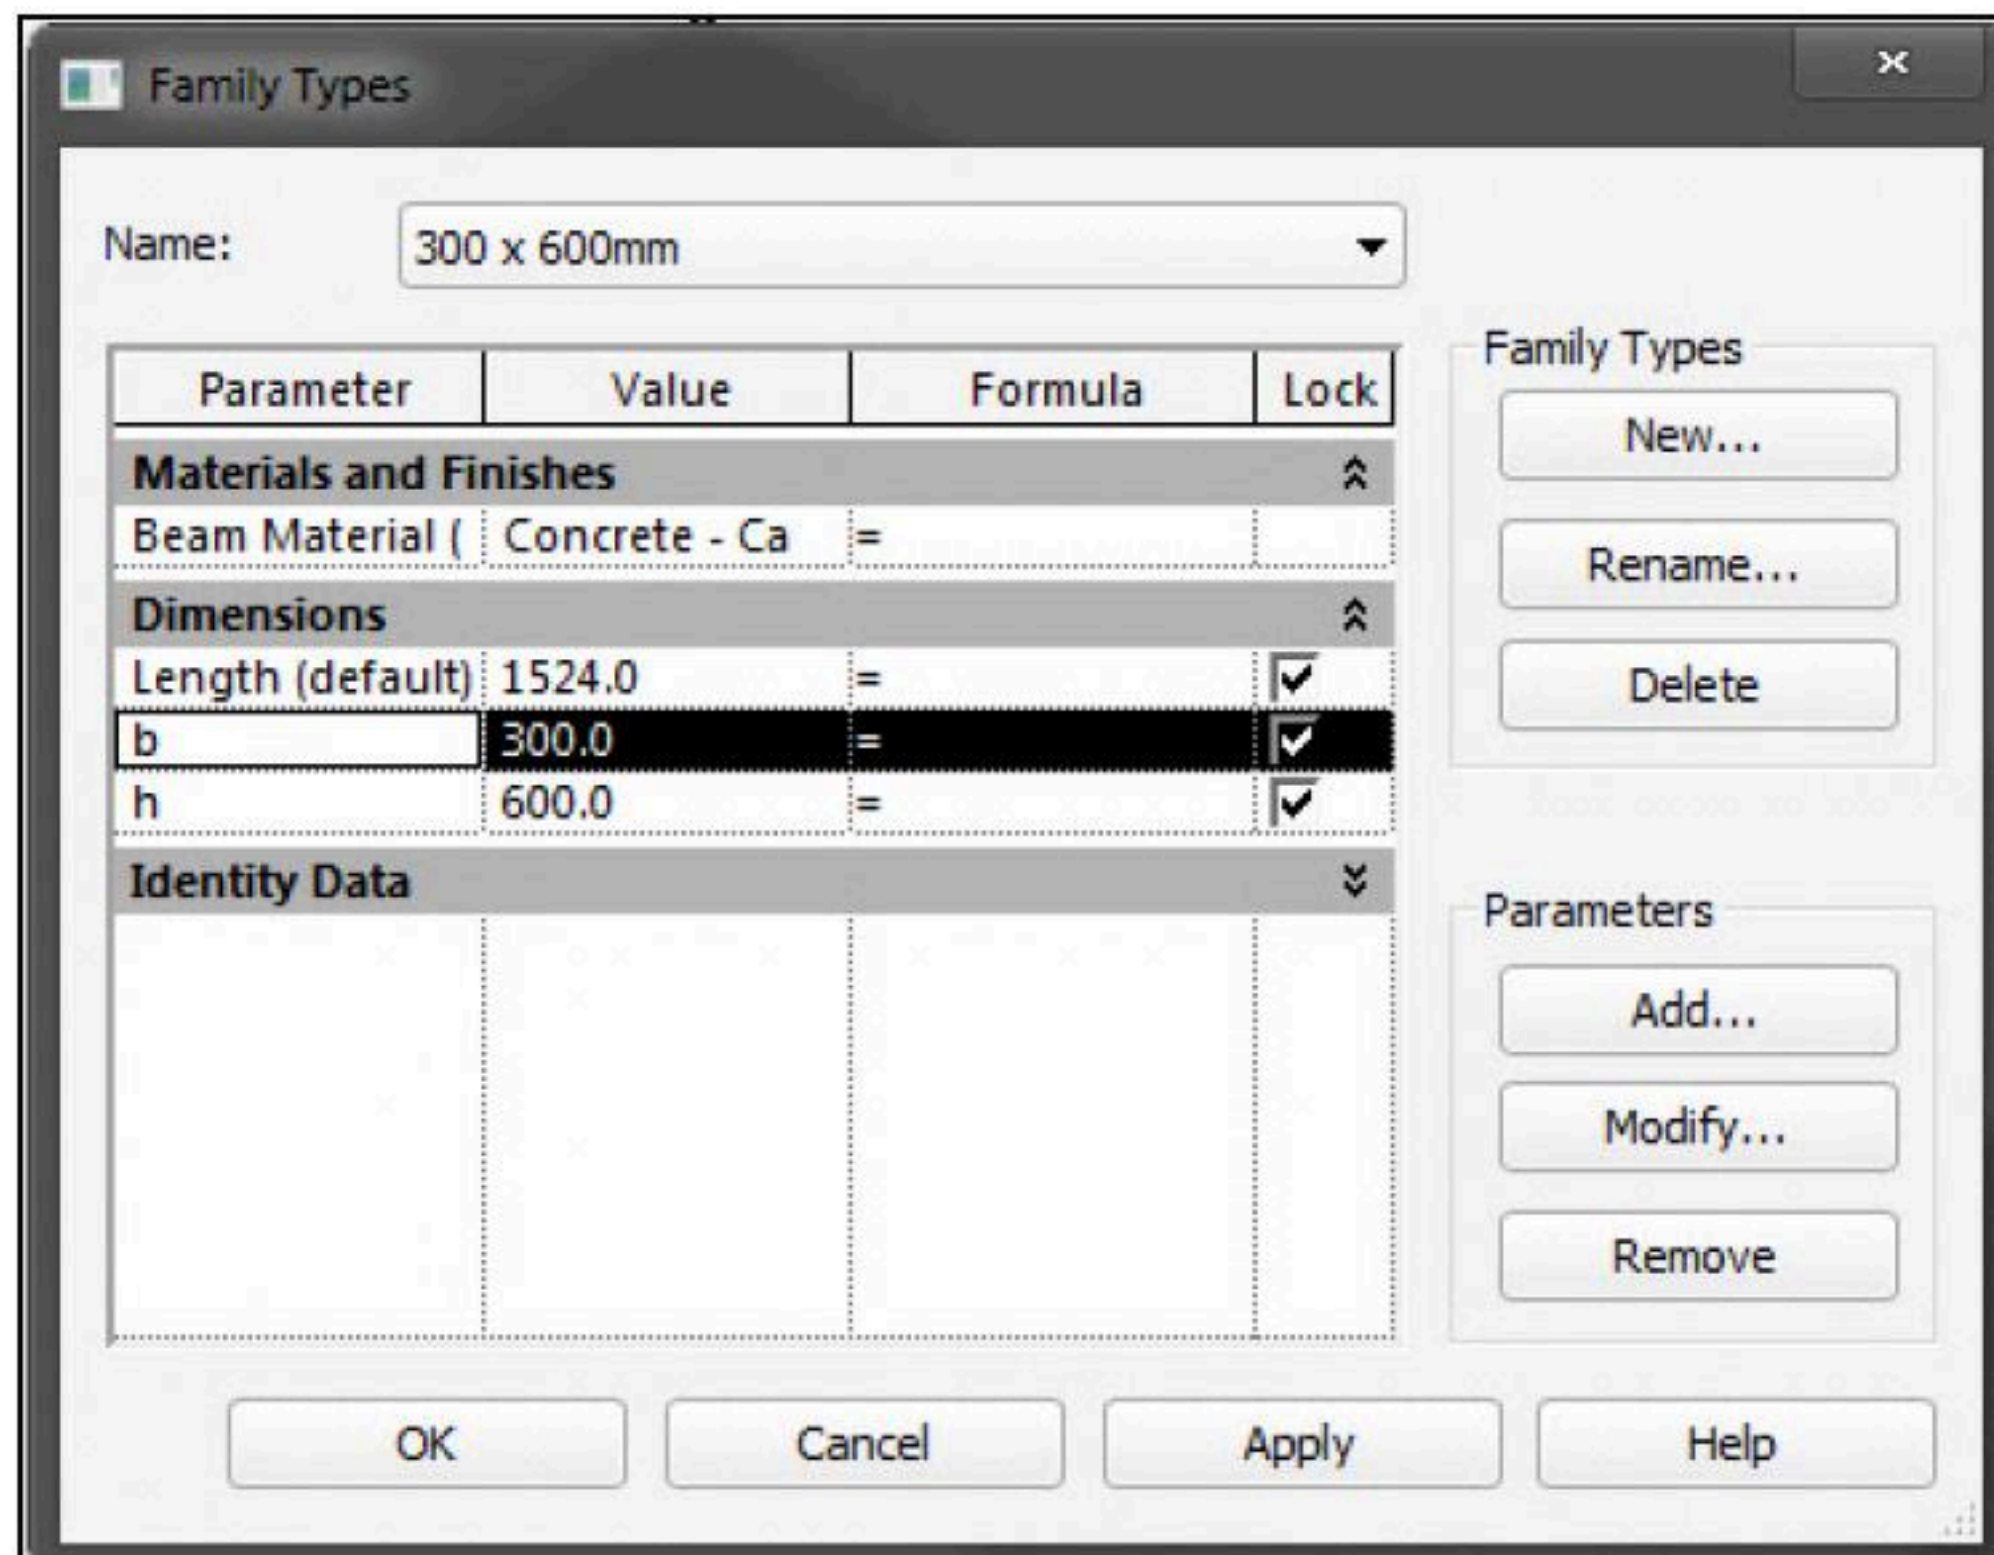 Family Types
Name: 300 x 600mm
Parameter Value Formula Lock
Materials and Finishes
Beam Material ( Concrete - Ca =
Dimensions
Length (default) 1524.0 =
b 300.0 =
h 600.0 =
Identity Data
Family Types
New...
Rename...
Delete
Parameters
Add...
Modify...
Remove
OK Cancel Apply Help